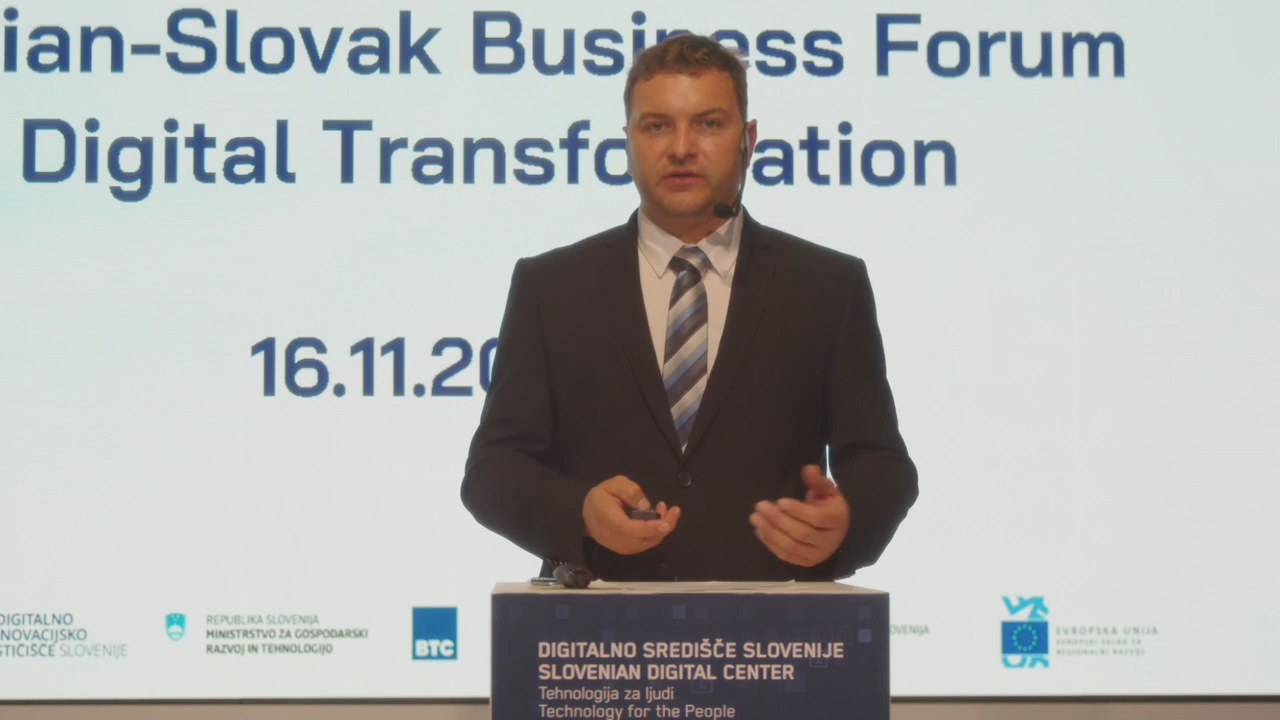 ian-Slovak Business Forum
Digital Transfo ation
16.11.20
DIGITALNO
NOVACIJSKO
STIČIŠČE SLOVENIJE
REPUBLIKA SLOVENIJA
MINISTRSTVO ZA GOSPODARSKI
RAZVOJ IN TEHNOLOGIJO
BTC
VENIJA
EVROPSKA UNIJA
EVROPSKI SKLAD ZA
REGIONALNI RAZVOJ
DIGITALNO SREDIŠČE SLOVENIJE
SLOVENIAN DIGITAL CENTER
Tehnologija za ljudi
Technology for the People